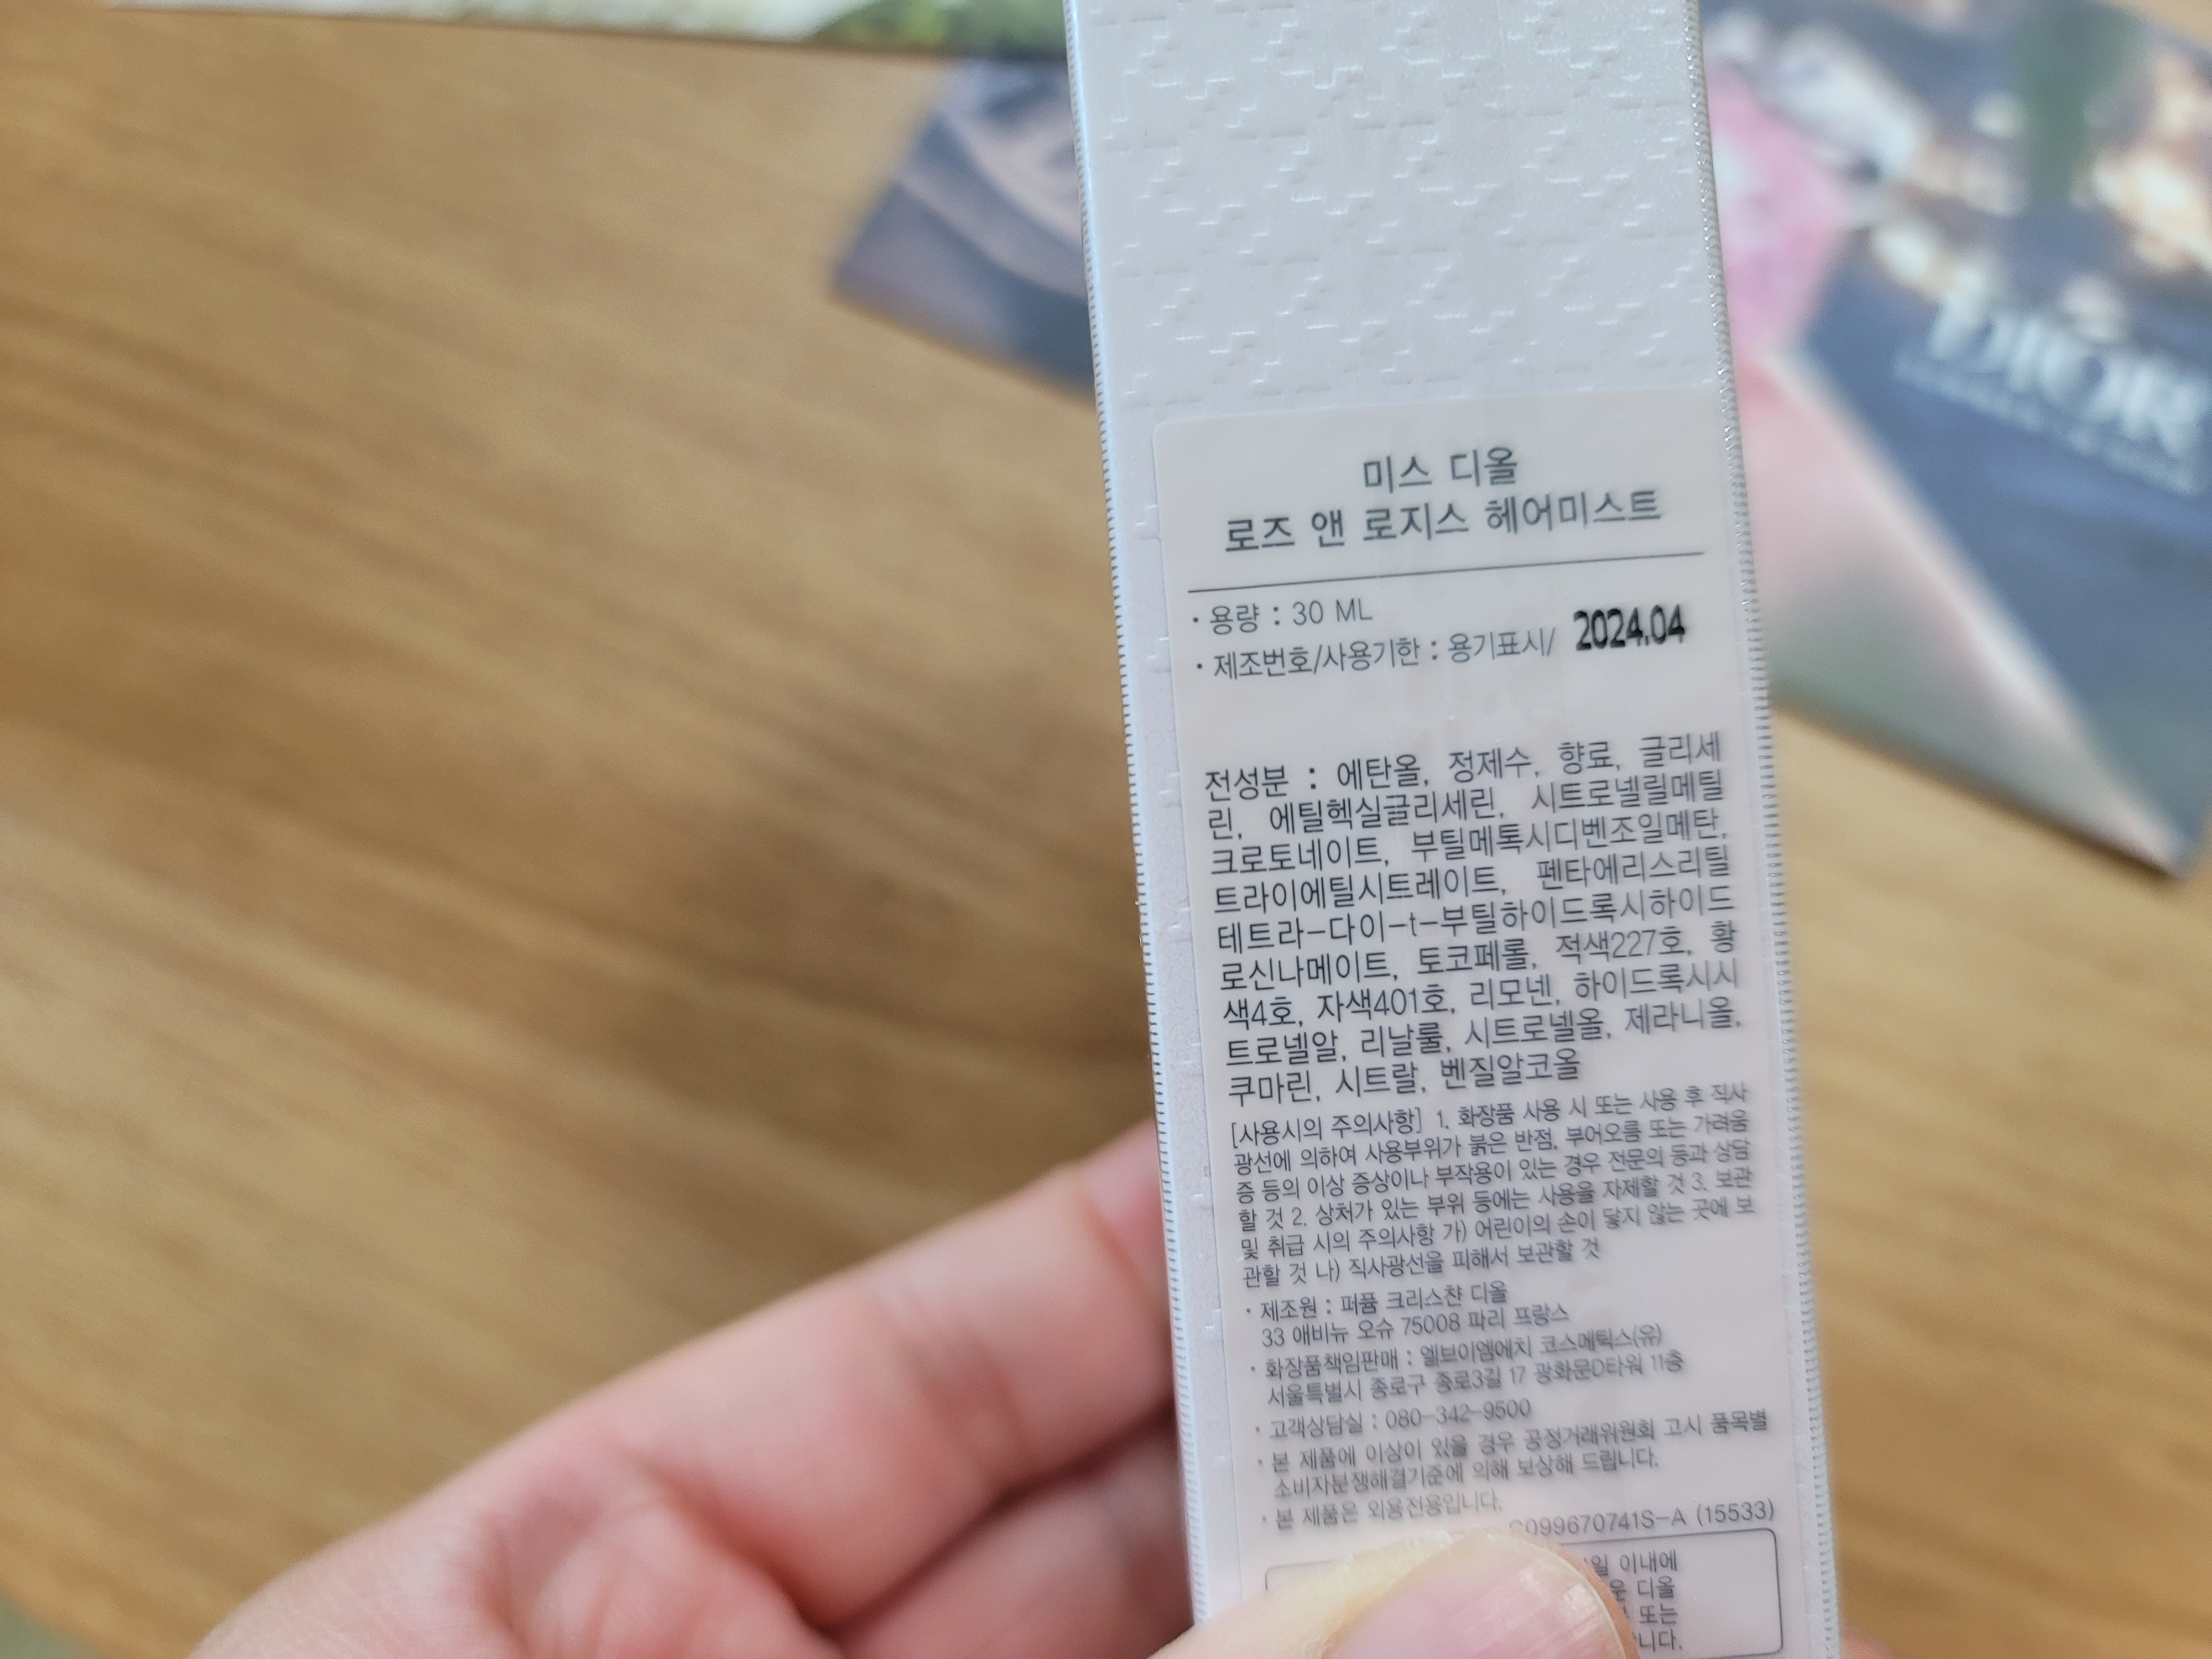 DIOR
미스 디올
로즈 앤 로지스 헤어미스트
· 용량 : 30 ML
· 제조번호/사용기한 : 용기표시/ 2024.04
전성분 : 에탄올, 정제수, 향료, 글리세
린, 에틸헥실글리세린, 시트로넬릴메틸
크로토네이트, 부틸메톡시디벤조일메탄,
트라이에틸시트레이트, 펜타에리스리틸
테트라-다이-t-부틸하이드록시하이드
로신나메이트, 토코페롤, 적색227호, 황
색4호, 자색401호, 리모넨, 하이드록시시
트로넬알, 리날룰, 시트로넬올, 제라니올,
쿠마린, 시트랄, 벤질알코올
[사용시의 주의사항] 1. 화장품 사용 시 또는 사용 후 직사
광선에 의하여 사용부위가 붉은 반점, 부어오름 또는 가려움
증 등의 이상 증상이나 부작용이 있는 경우 전문의 등과 상담
할 것 2. 상처가 있는 부위 등에는 사용을 자제할 것 3. 보관
및 취급 시의 주의사항 가) 어린이의 손이 닿지 않는 곳에 보
관할 것 나) 직사광선을 피해서 보관할 것
· 제조원 : 퍼퓸 크리스챤 디올
33 애비뉴 오슈 75008 파리 프랑스
· 화장품책임판매 : 엘브이엠에치 코스메틱스(유)
서울특별시 종로구 종로3길 17 광화문D타워 11층
· 고객상담실 : 080-342-9500
· 본 제품에 이상이 있을 경우 공정거래위원회 고시 품목별
소비자분쟁해결기준에 의해 보상해 드립니다.
· 본 제품은 외용전용입니다.
099670741S-A (15533)
이내에
디올
또는